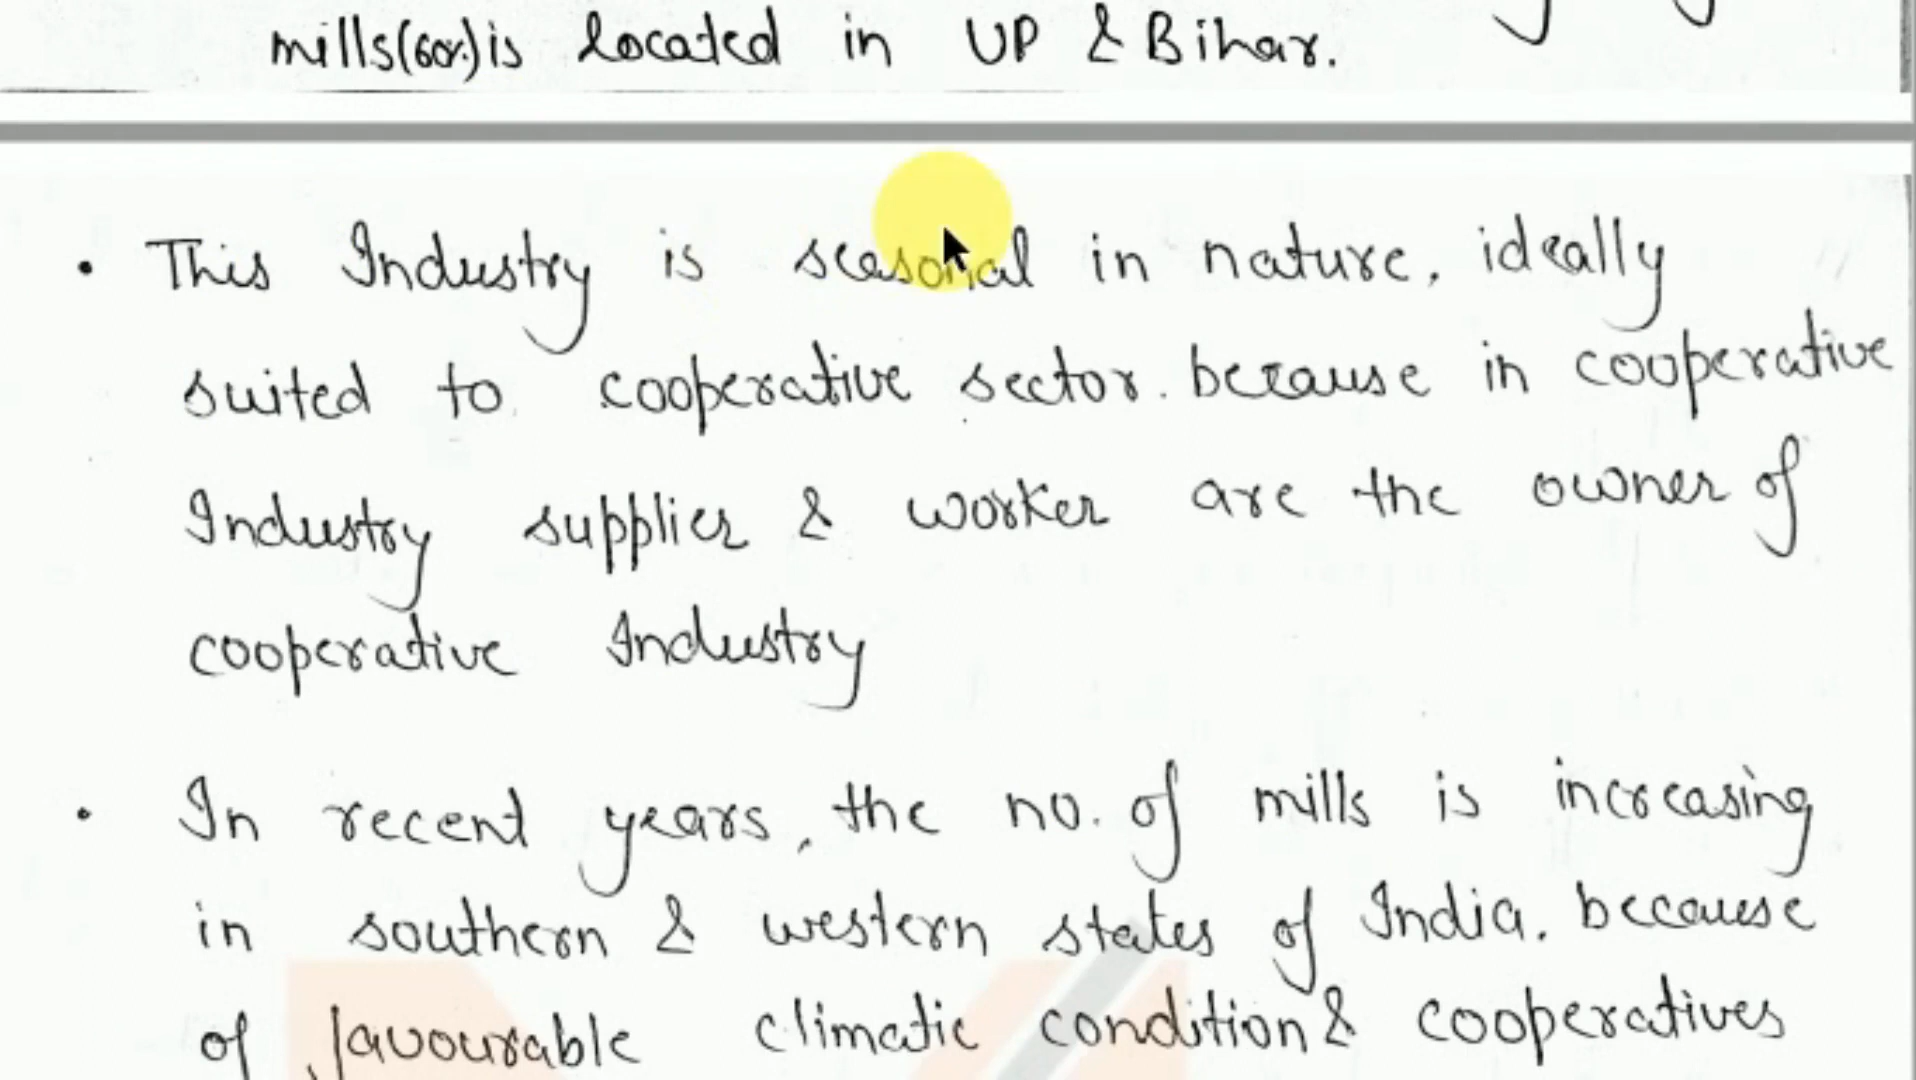 mills(60%)is located in UP & Bihar.
• This Industry is seasonal in nature, ideally
suited to cooperative sector. because in cooperative
Industry supplier & worker are the owner of
cooperative Industry
• In recent years, the no. of mills is increasing
in southern & western states of India. because
of favourable climatic condition & cooperatives